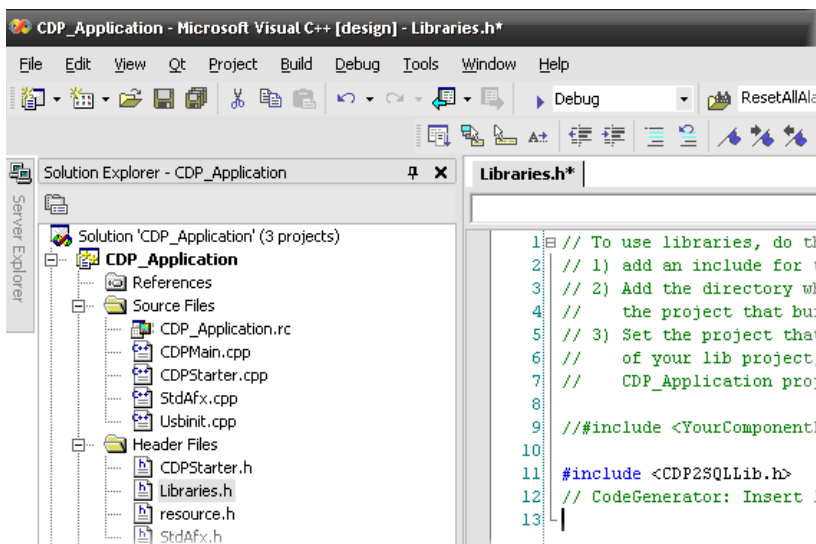 CDP_Application - Microsoft Visual C++ [design] - Libraries.h*
File Edit View Qt Project Build Debug Tools Window Help
Debug ResetAllAla
Solution Explorer - CDP_Application
Libraries.h*
Server Explorer
Solution 'CDP_Application' (3 projects)
CDP_Application
References
Source Files
CDP_Application.rc
CDPMain.cpp
CDPStarter.cpp
StdAfx.cpp
Usbinit.cpp
Header Files
CDPStarter.h
Libraries.h
resource.h
StdAfx.h
1 // To use libraries, do th
2 // 1) add an include for
3 // 2) Add the directory wh
4 // the project that bu
5 // 3) Set the project that
6 // of your lib project,
7 // CDP_Application pro
8
9 //#include <YourComponent
10
11 #include <CDP2SQLLib.h>
12 // CodeGenerator: Insert
13